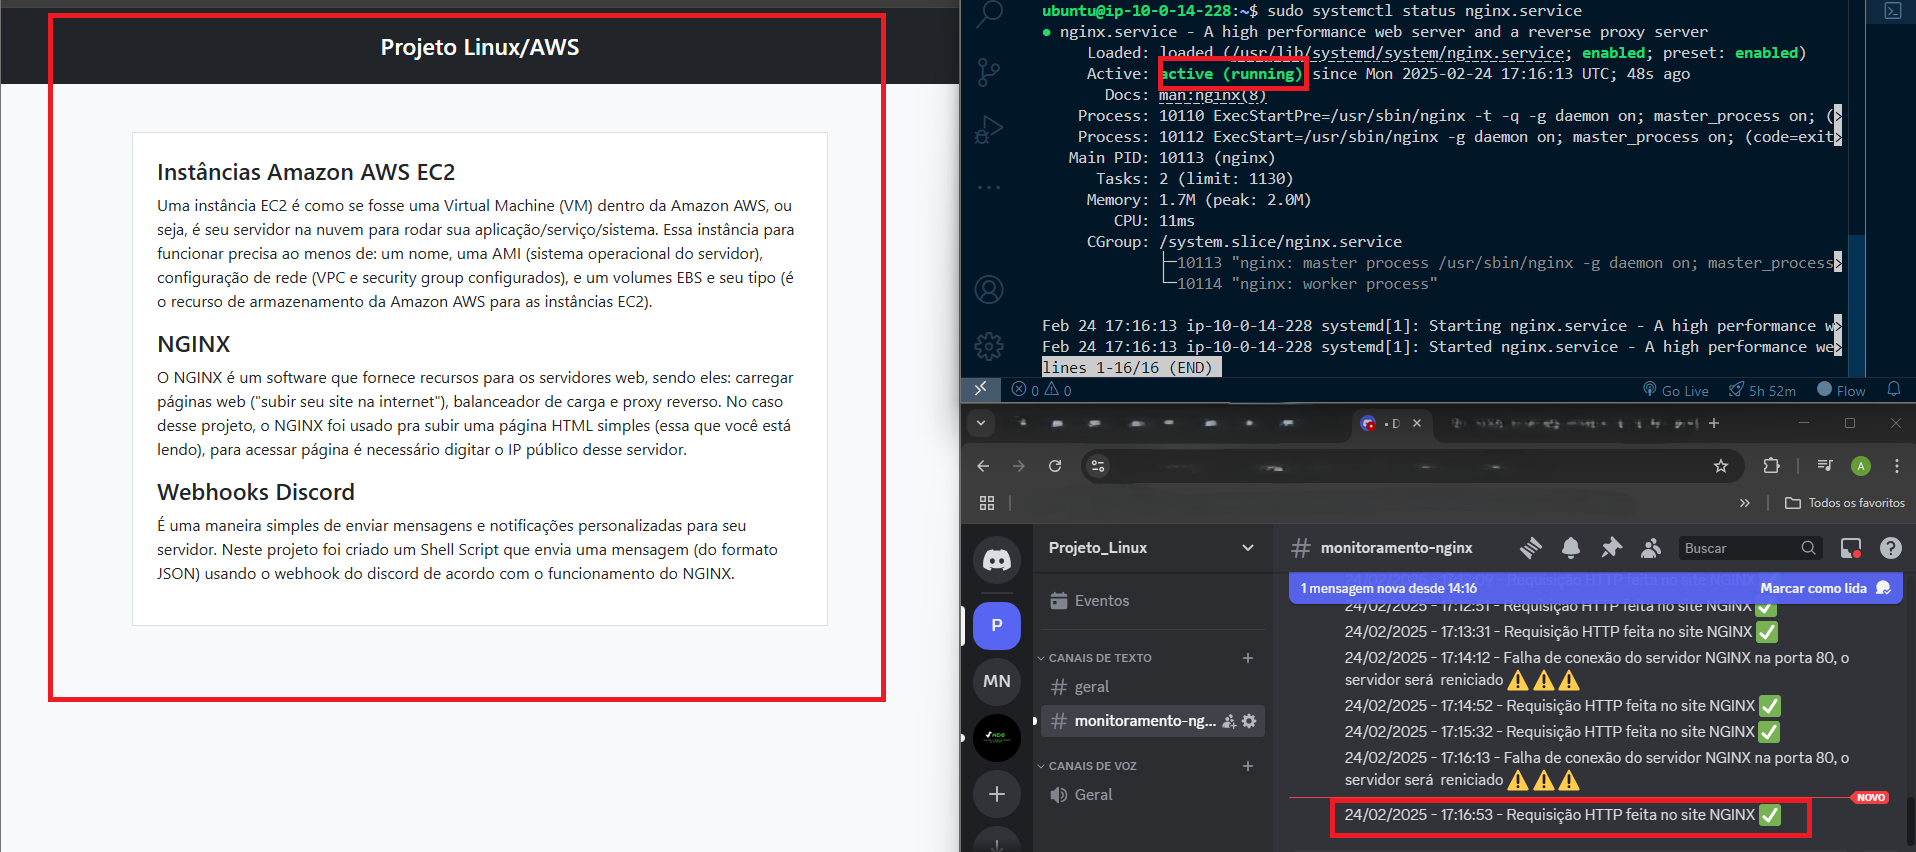 Projeto Linux/AWS
Instâncias Amazon AWS EC2
Uma instância EC2 é como se fosse uma Virtual Machine (VM) dentro da Amazon AWS, ou
seja, é seu servidor na nuvem para rodar sua aplicação/serviço/sistema. Essa instância para
funcionar precisa ao menos de: um nome, uma AMI (sistema operacional do servidor),
configuração de rede (VPC e security group configurados), e um volumes EBS e seu tipo (é
o recurso de armazenamento da Amazon AWS para as instâncias EC2).
NGINX
O NGINX é um software que fornece recursos para os servidores web, sendo eles: carregar
páginas web ("subir seu site na internet"), balanceador de carga e proxy reverso. No caso
desse projeto, o NGINX foi usado pra subir uma página HTML simples (essa que você está
lendo), para acessar página é necessário digitar o IP público desse servidor.
Webhooks Discord
É uma maneira simples de enviar mensagens e notificações personalizadas para seu
servidor. Neste projeto foi criado um Shell Script que envia uma mensagem (do formato
JSON) usando o webhook do discord de acordo com o funcionamento do NGINX.
ubuntu@ip-10-0-14-228:~$ sudo systemctl status nginx.service
● nginx.service - A high performance web server and a reverse proxy server
Loaded: loaded (/usr/lib/systemd/system/nginx.service; enabled; preset: enabled)
Active: active (running) since Mon 2025-02-24 17:16:13 UTC; 48s ago
Docs: man:nginx(8)
Process: 10110 ExecStartPre=/usr/sbin/nginx -t -q -g daemon on; master_process on; (>
Process: 10112 ExecStart=/usr/sbin/nginx -g daemon on; master_process on; (code=exit>
Main PID: 10113 (nginx)
Tasks: 2 (limit: 1130)
Memory: 1.7M (peak: 2.0M)
CPU: 11ms
CGroup: /system.slice/nginx.service
├─10113 "nginx: master process /usr/sbin/nginx -g daemon on; master_process>
└─10114 "nginx: worker process"
Feb 24 17:16:13 ip-10-0-14-228 systemd[1]: Starting nginx.service - A high performance w>
Feb 24 17:16:13 ip-10-0-14-228 systemd[1]: Started nginx.service - A high performance we>
lines 1-16/16 (END)
0 0 Go Live 5h 52m Flow
D
A
Todos os favoritos
Projeto_Linux
Eventos
CANAIS DE TEXTO
geral
monitoramento-ng...
CANAIS DE VOZ
Geral
P
MN
ADO
# monitoramento-nginx
Buscar
1 mensagem nova desde 14:16 Marcar como lida
24/02/2025 - 17:12:51 - Requisição HTTP feita no site NGINX ✅
24/02/2025 - 17:13:31 - Requisição HTTP feita no site NGINX ✅
24/02/2025 - 17:14:12 - Falha de conexão do servidor NGINX na porta 80, o
servidor será reniciado ⚠️⚠️⚠️
24/02/2025 - 17:14:52 - Requisição HTTP feita no site NGINX ✅
24/02/2025 - 17:15:32 - Requisição HTTP feita no site NGINX ✅
24/02/2025 - 17:16:13 - Falha de conexão do servidor NGINX na porta 80, o
servidor será reniciado ⚠️⚠️⚠️
NOVO
24/02/2025 - 17:16:53 - Requisição HTTP feita no site NGINX ✅